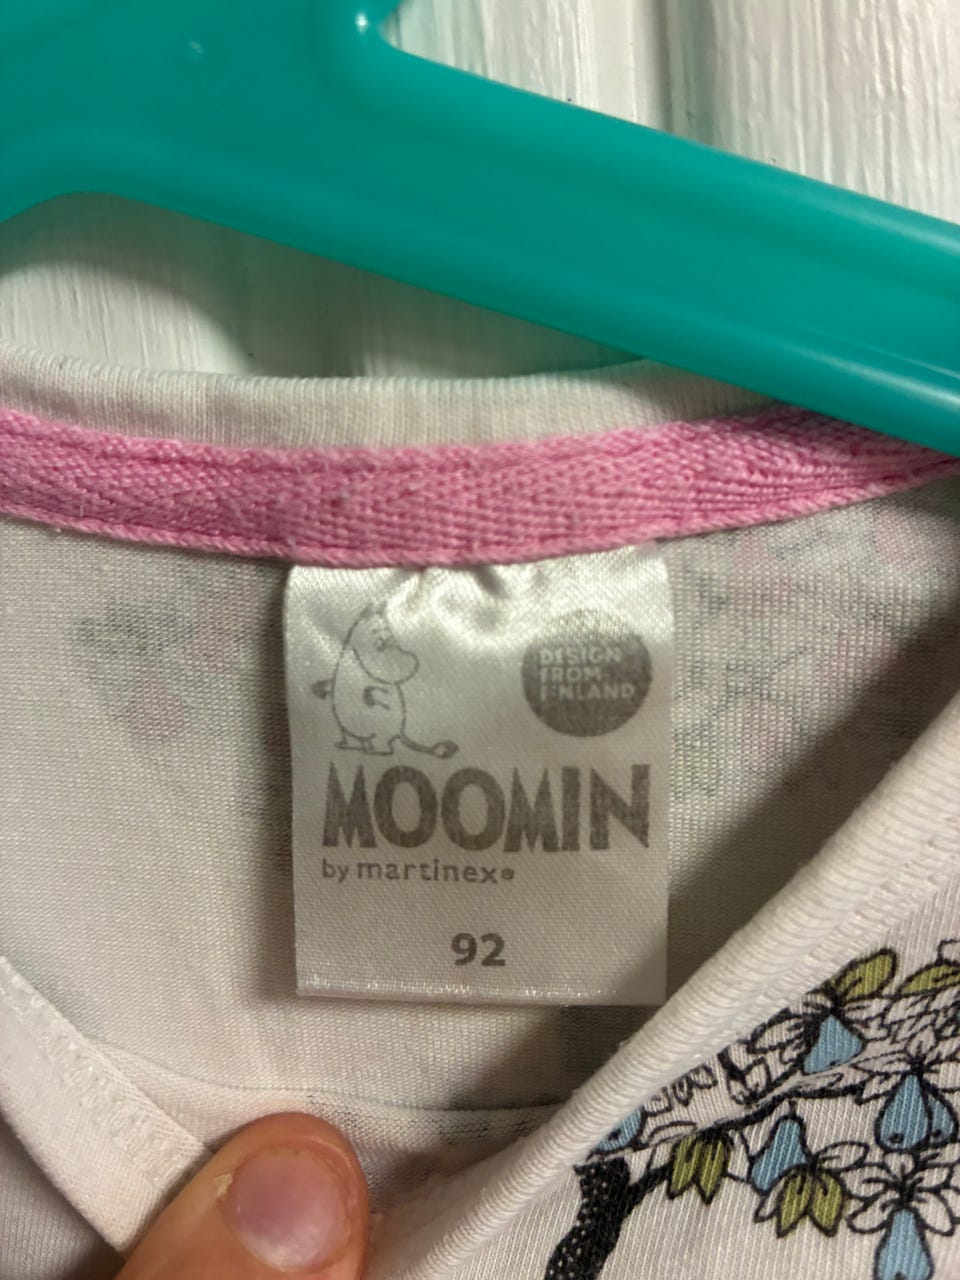 DESIGN
FROM
FINLAND
MOOMIN
by martinex®
92